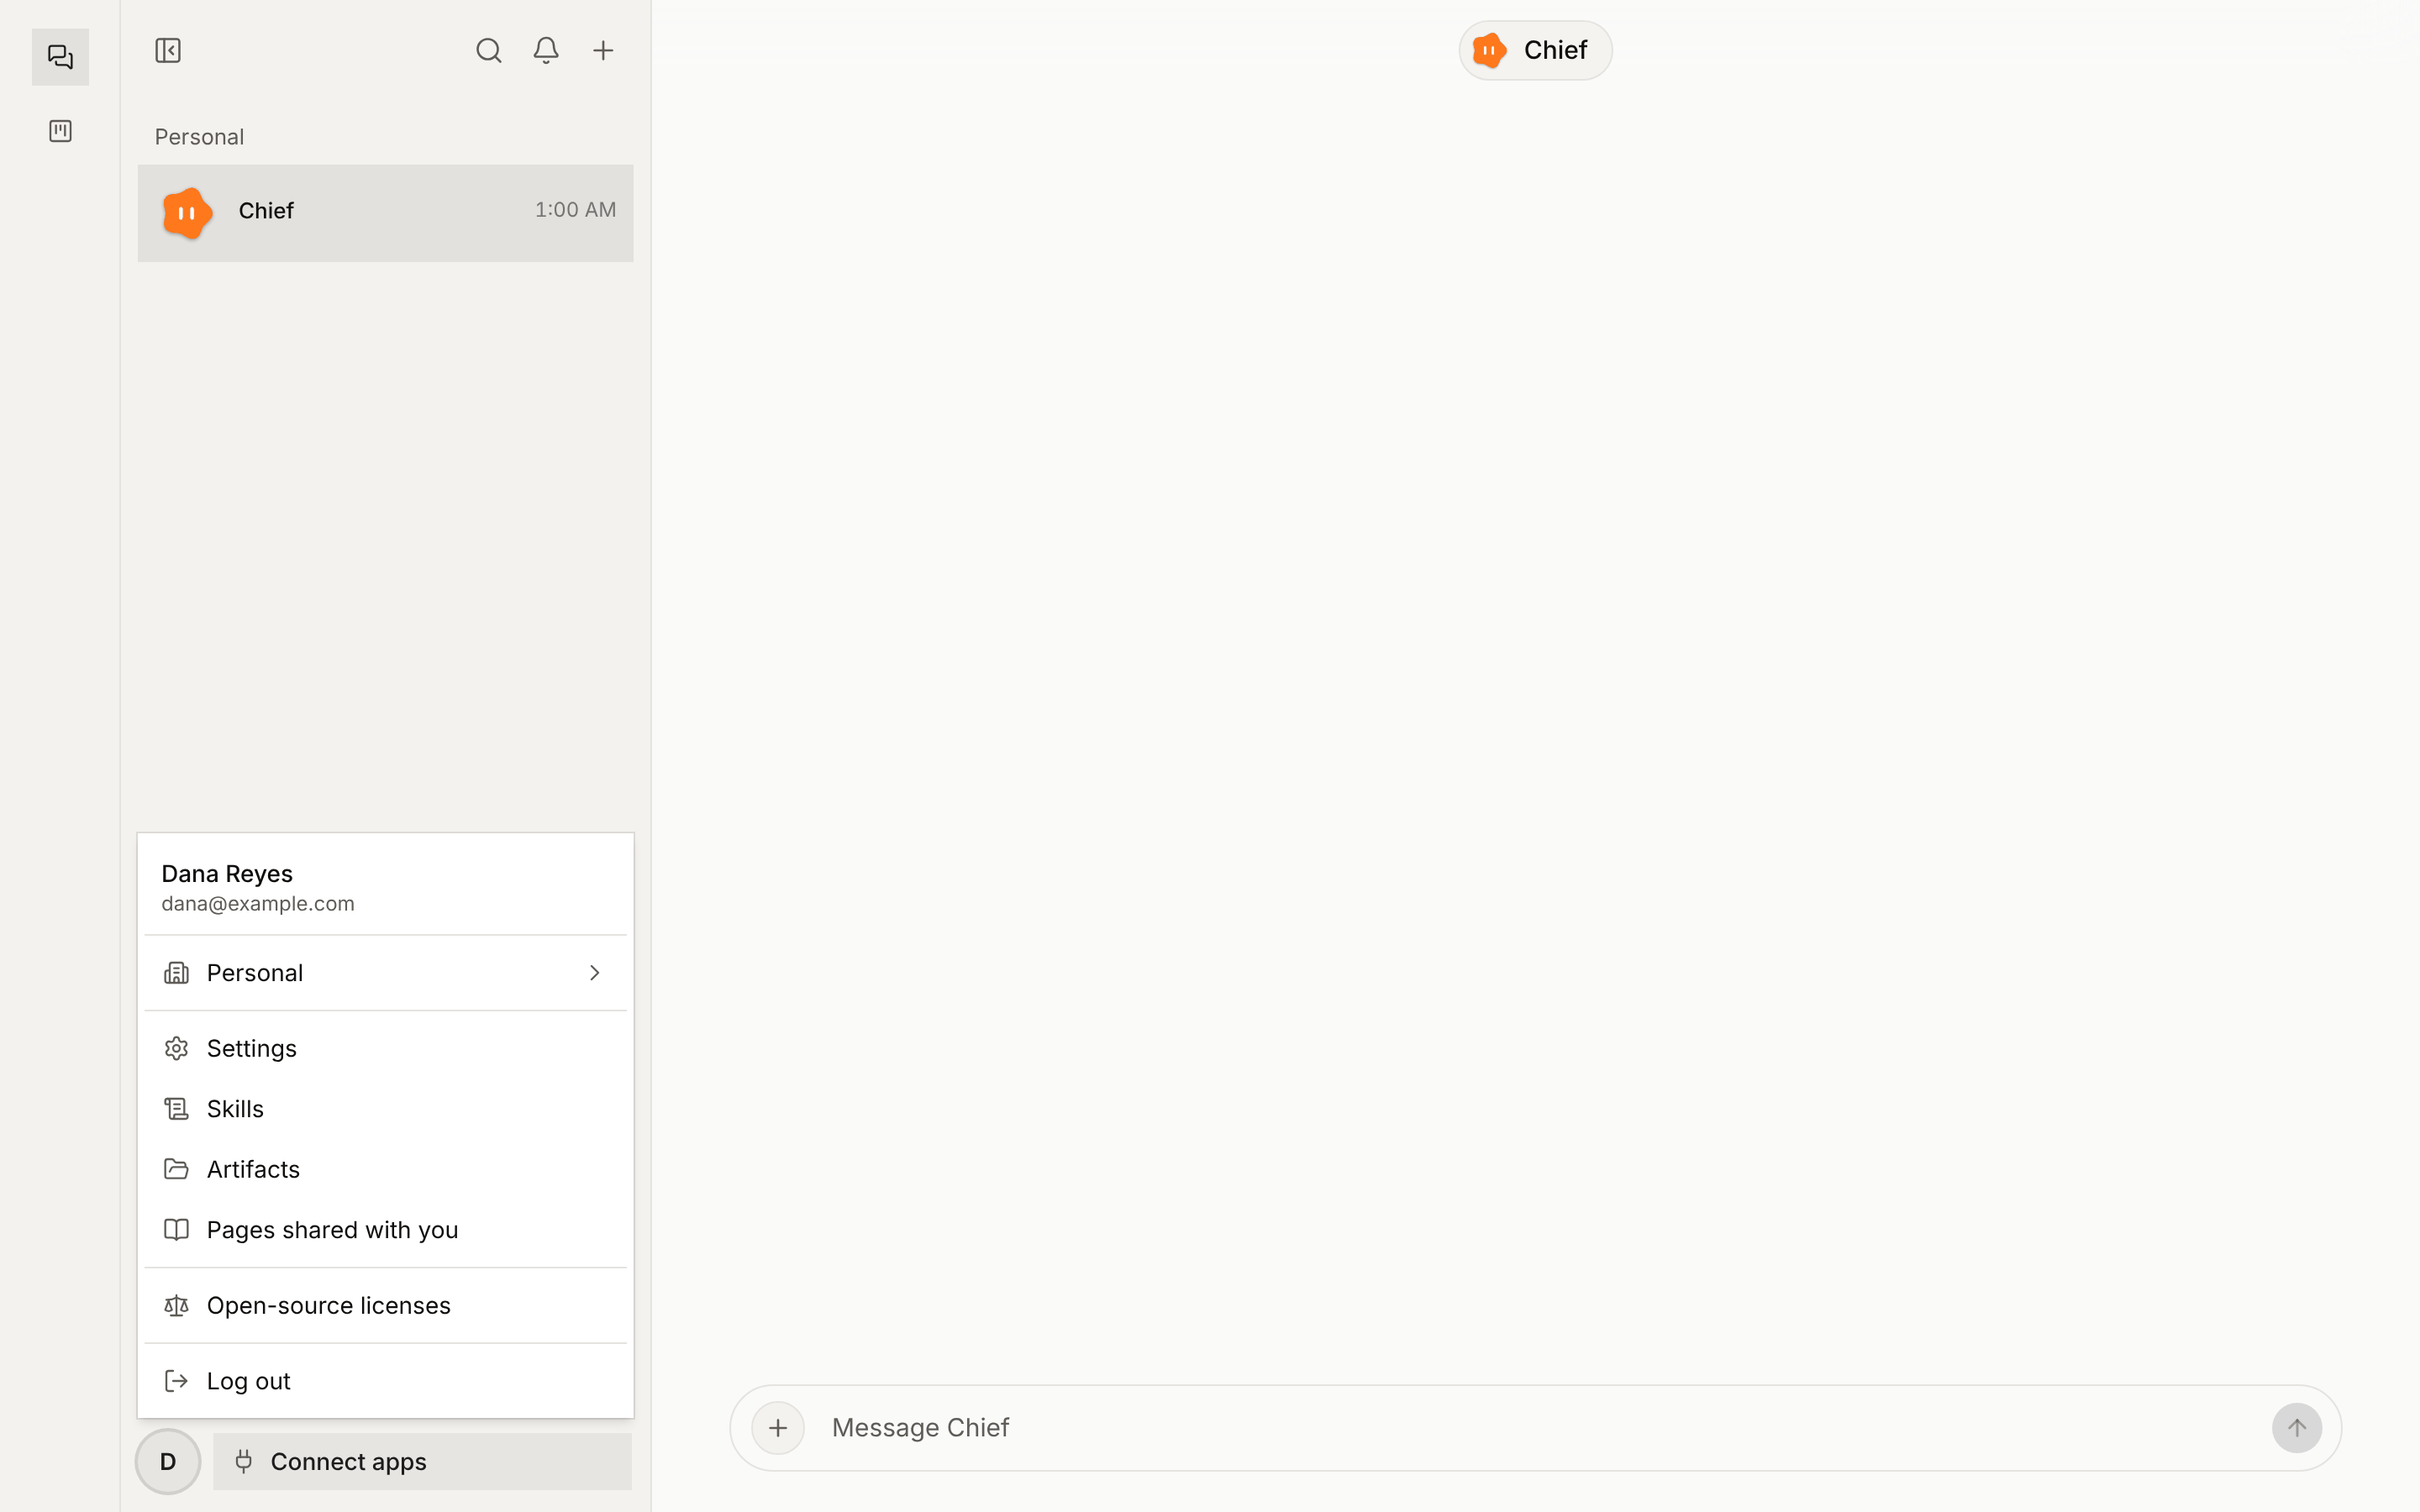 Chief
Personal
Chief
1:00 AM
Dana Reyes
dana@example.com
Personal
Settings
Skills
Artifacts
Pages shared with you
Open-source licenses
Log out
D
Connect apps
Message Chief